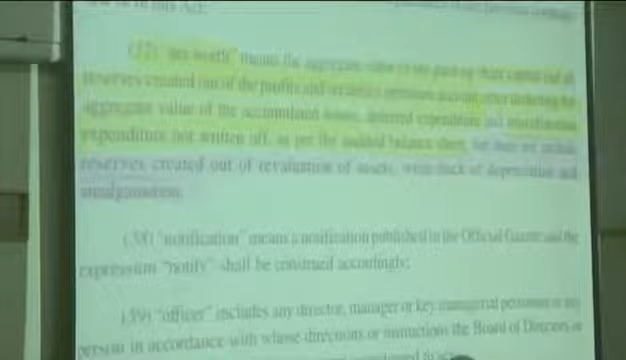 in this Act.
"net worth" means the aggregate value of the paid-up share capital and all
reserves created out of the profits and securities premium account, after deducting the
aggregate value of the accumulated losses, deferred expenditure and miscellaneous
expenditure not written off, as per the audited balance sheet, but does not include
reserves created out of revaluation of assets, write-back of depreciation and
amalgamation.
(38) "notification" means a notification published in the Official Gazette and the
expression "notify" shall be construed accordingly;
(39) "officer" includes any director, manager or key managerial personnel or any
person in accordance with whose directions or instructions the Board of Directors or